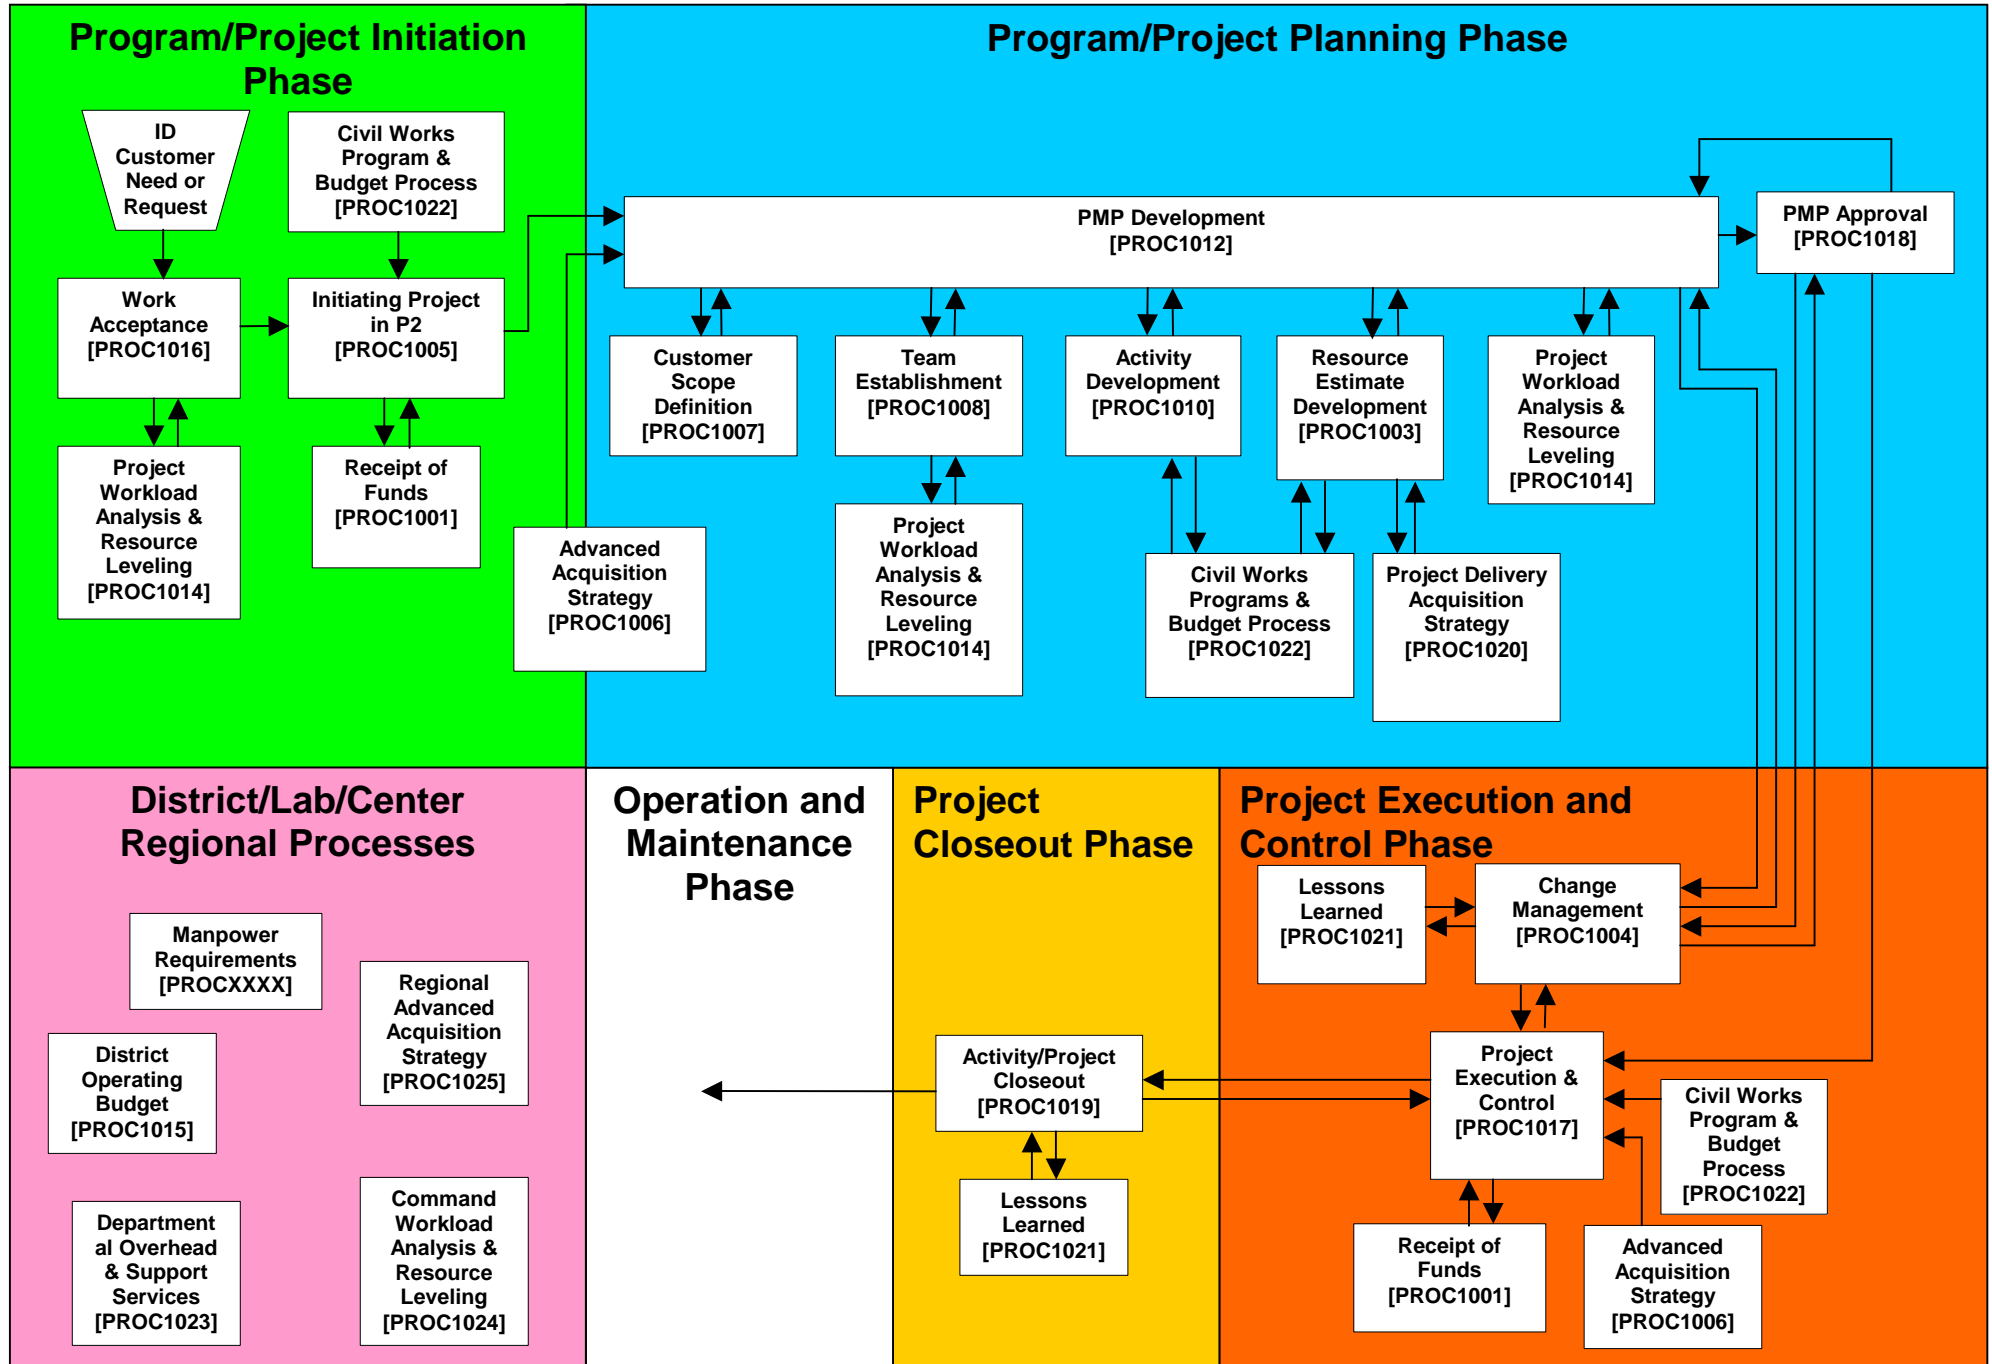 Program/Project Initiation
Phase
ID
Customer
Need or
Request
Civil Works
Program &
Budget Process
[PROC1022]
Work
Acceptance
[PROC1016]
Initiating Project
in P2
[PROC1005]
Project
Workload
Analysis &
Resource
Leveling
[PROC1014]
Receipt of
Funds
[PROC1001]
Advanced
Acquisition
Strategy
[PROC1006]
Program/Project Planning Phase
PMP Development
[PROC1012]
PMP Approval
[PROC1018]
Customer
Scope
Definition
[PROC1007]
Team
Establishment
[PROC1008]
Activity
Development
[PROC1010]
Resource
Estimate
Development
[PROC1003]
Project
Workload
Analysis &
Resource
Leveling
[PROC1014]
Project
Workload
Analysis &
Resource
Leveling
[PROC1014]
Civil Works
Programs &
Budget Process
[PROC1022]
Project Delivery
Acquisition
Strategy
[PROC1020]
District/Lab/Center
Regional Processes
Manpower
Requirements
[PROCXXXX]
Regional
Advanced
Acquisition
Strategy
[PROC1025]
District
Operating
Budget
[PROC1015]
Department
al Overhead
& Support
Services
[PROC1023]
Command
Workload
Analysis &
Resource
Leveling
[PROC1024]
Operation and
Maintenance
Phase
Project
Closeout Phase
Activity/Project
Closeout
[PROC1019]
Lessons
Learned
[PROC1021]
Project Execution and
Control Phase
Lessons
Learned
[PROC1021]
Change
Management
[PROC1004]
Project
Execution &
Control
[PROC1017]
Civil Works
Program &
Budget
Process
[PROC1022]
Receipt of
Funds
[PROC1001]
Advanced
Acquisition
Strategy
[PROC1006]